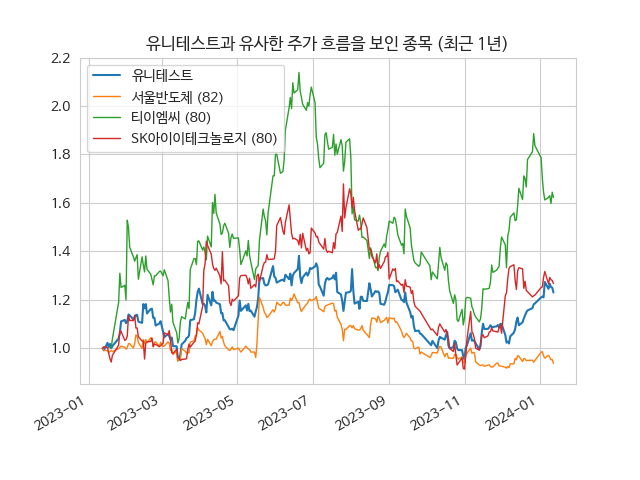 유니테스트과 유사한 주가 흐름을 보인 종목 (최근 1년)
유니테스트
서울반도체 (82)
티이엠씨 (80)
SK아이이테크놀로지 (80)
2.2
2.0
1.8
1.6
1.4
1.2
1.0
2023-01
2023-03
2023-05
2023-07
2023-09
2023-11
2024-01